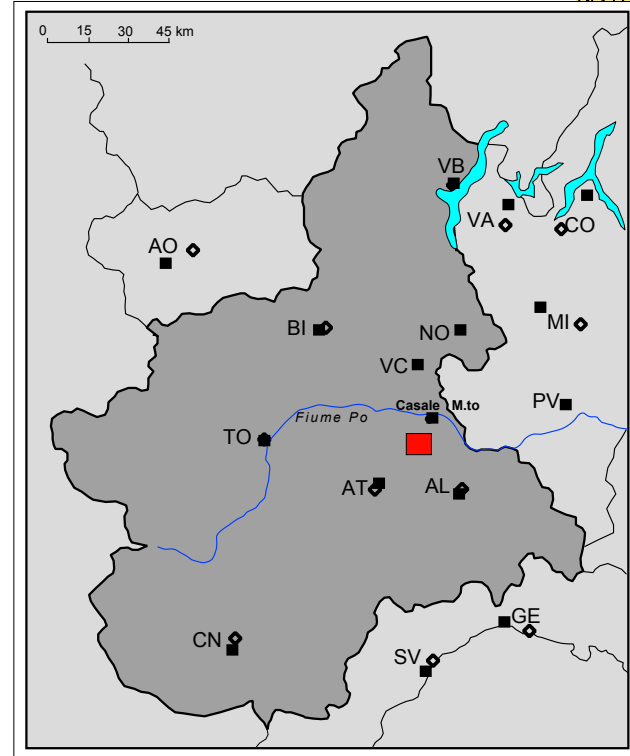 0 15 30 45 km
VB
VA
CO
AO
BI
NO
MI
VC
PV
Casale M.to
Fiume Po
TO
AT
AL
GE
CN
SV